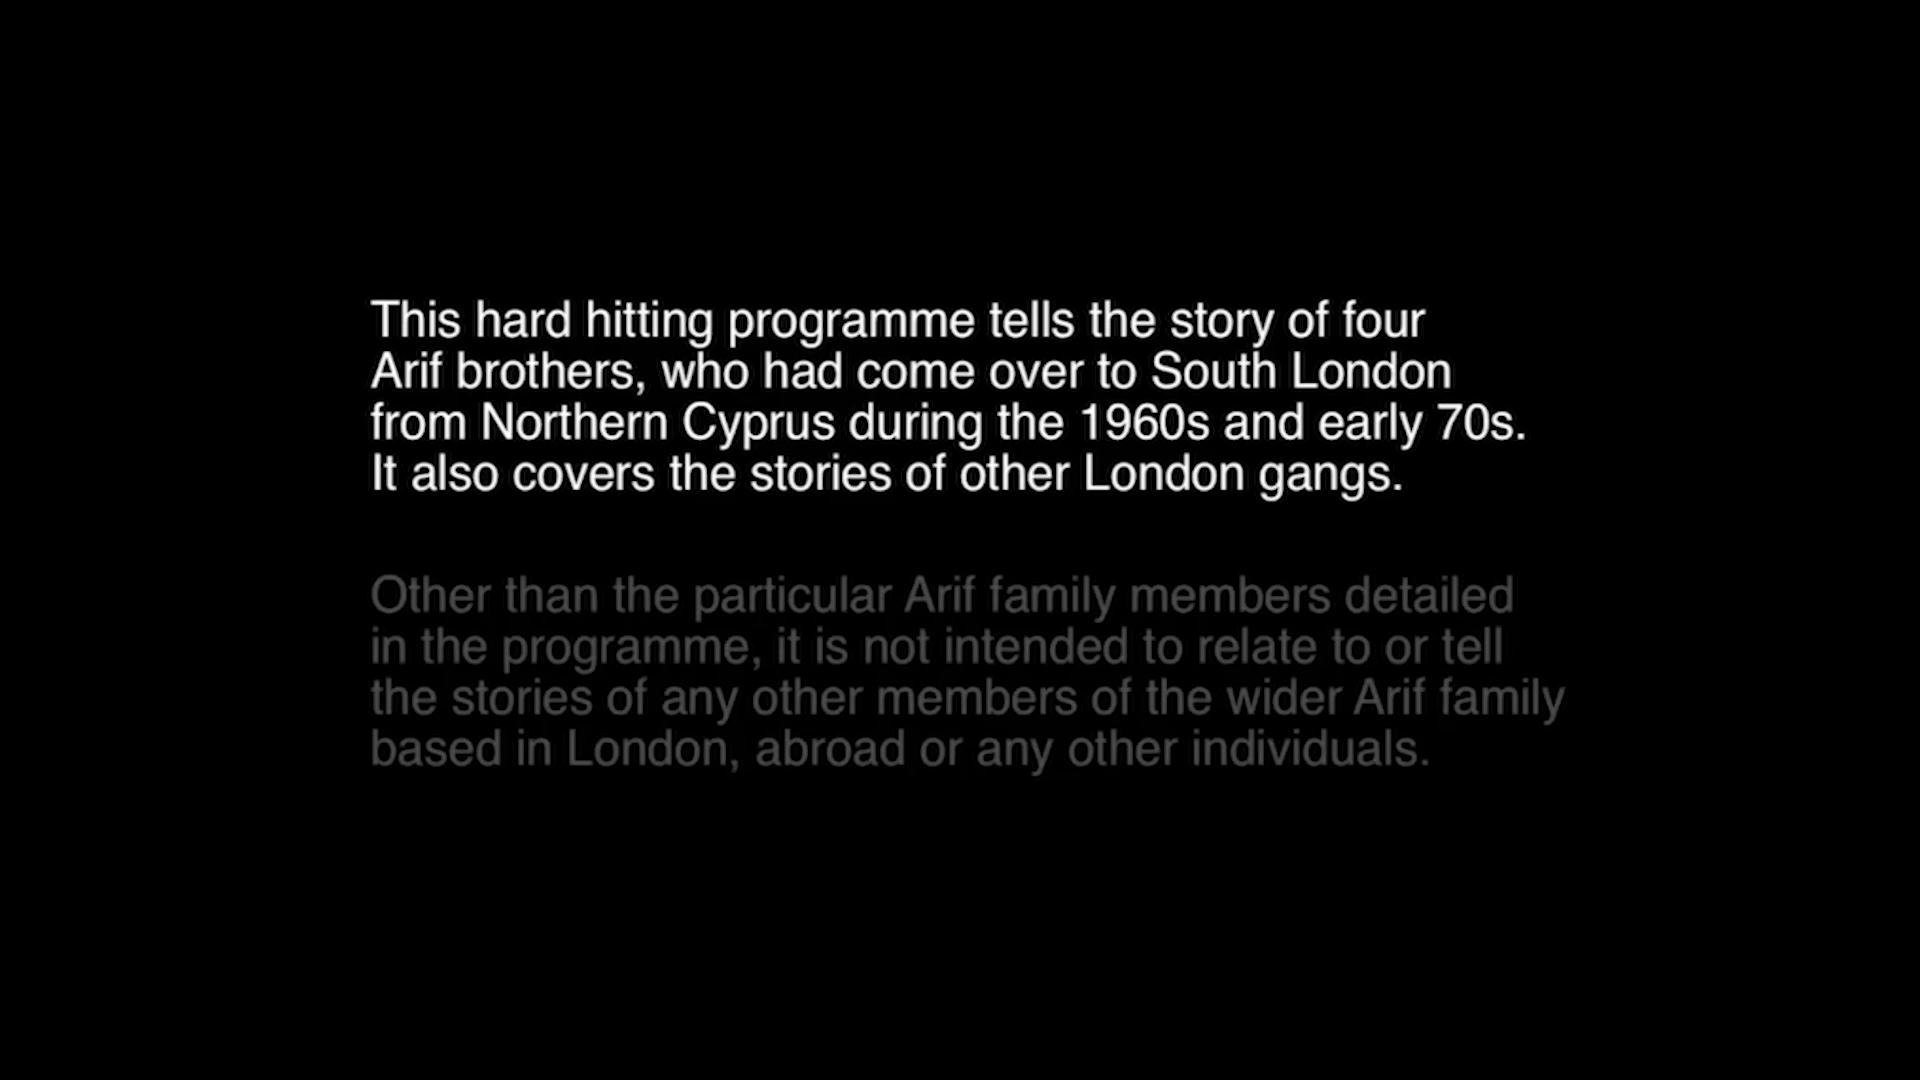 This hard hitting programme tells the story of four
Arif brothers, who had come over to South London
from Northern Cyprus during the 1960s and early 70s.
It also covers the stories of other London gangs.
Other than the particular Arif family members detailed
in the programme, it is not intended to relate to or tell
the stories of any other members of the wider Arif family
based in London, abroad or any other individuals.